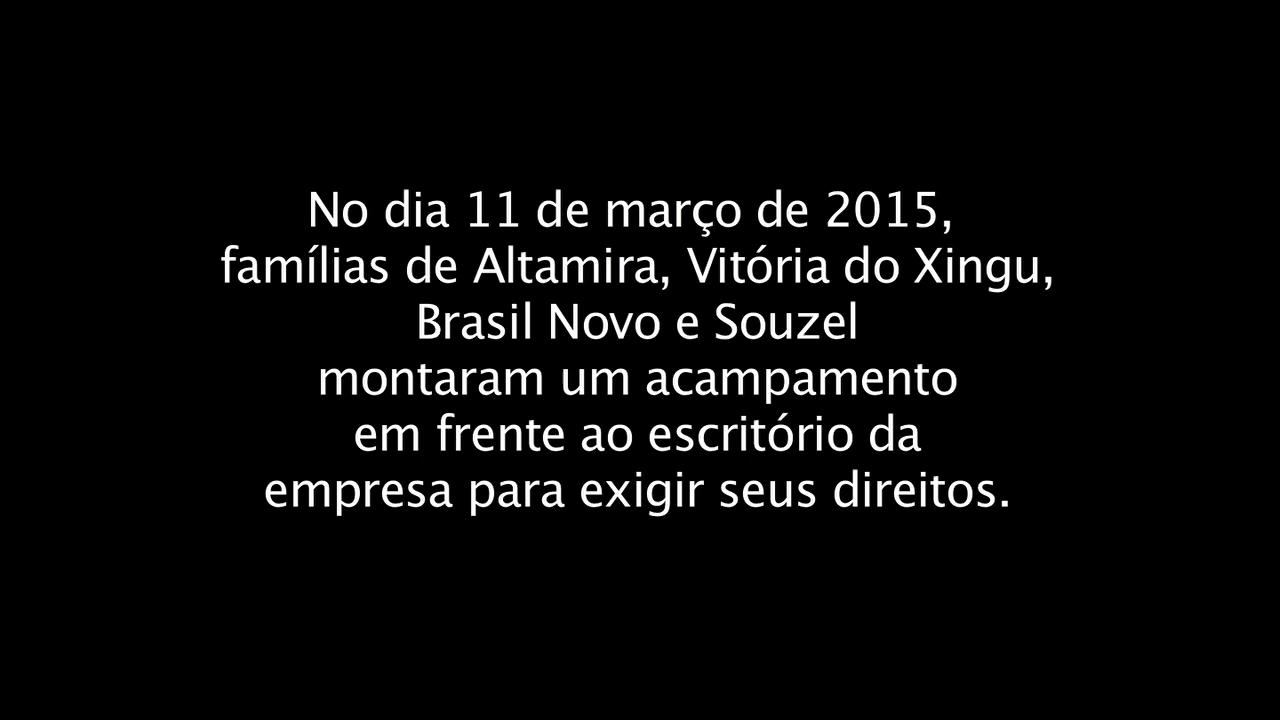 No dia 11 de março de 2015,
famílias de Altamira, Vitória do Xingu,
Brasil Novo e Souzel
montaram um acampamento
em frente ao escritório da
empresa para exigir seus direitos.